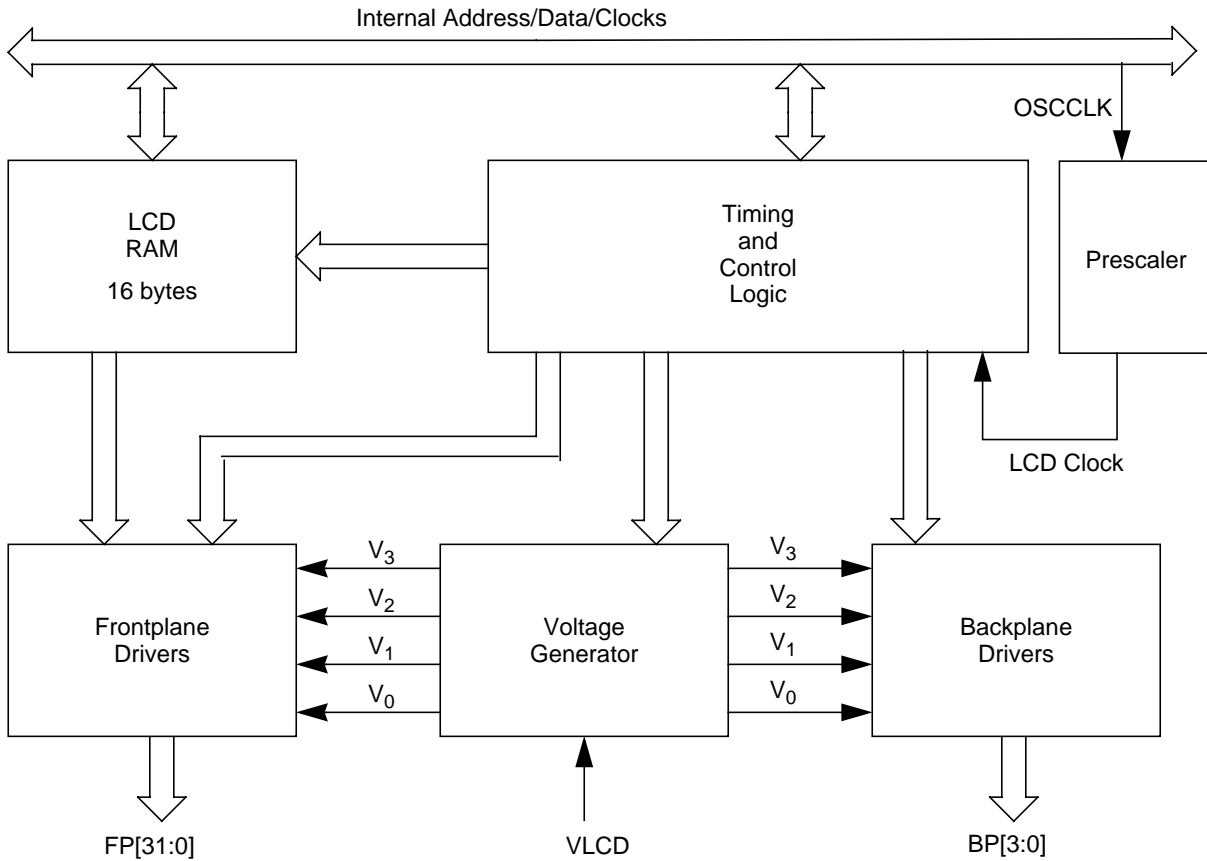 Internal Address/Data/Clocks
OSCCLK
LCD
RAM
16 bytes
Timing
and
Control
Logic
Prescaler
LCD Clock
Frontplane
Drivers
V3
V2
V1
V0
Voltage
Generator
V3
V2
V1
V0
Backplane
Drivers
FP[31:0]
VLCD
BP[3:0]